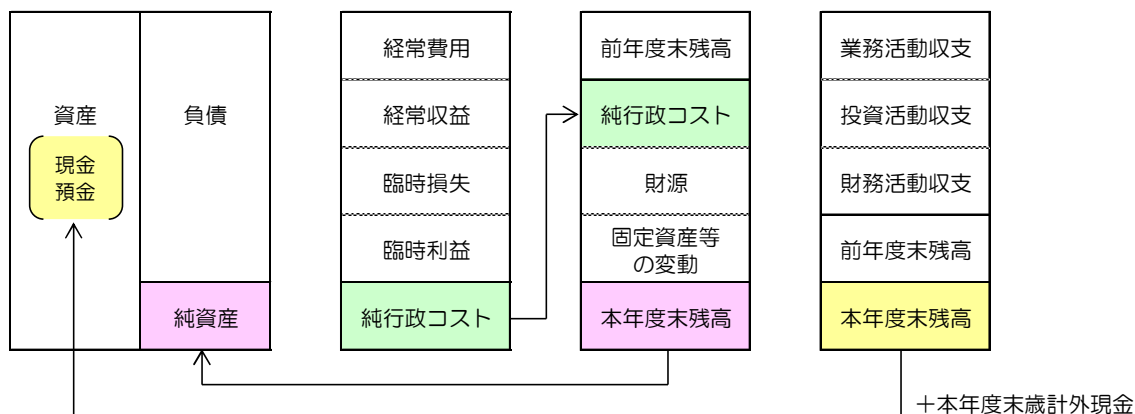 資産
現金
預金
負債
純資産
経常費用
経常収益
臨時損失
臨時利益
純行政コスト
前年度末残高
純行政コスト
財源
固定資産等
の変動
本年度末残高
業務活動収支
投資活動収支
財務活動収支
前年度末残高
本年度末残高
＋本年度末歳計外現金